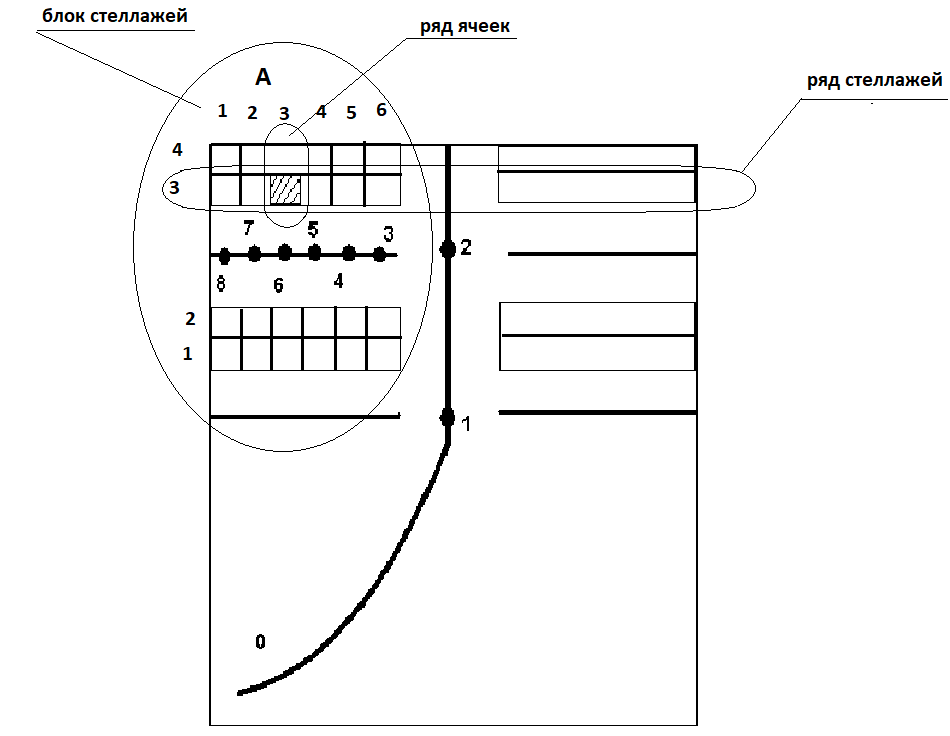 блок стеллажей
ряд ячеек
ряд стеллажей
А
1 2 3 4 5 6
4
3
7 5 3
2
8 6 4
2
1
1
0